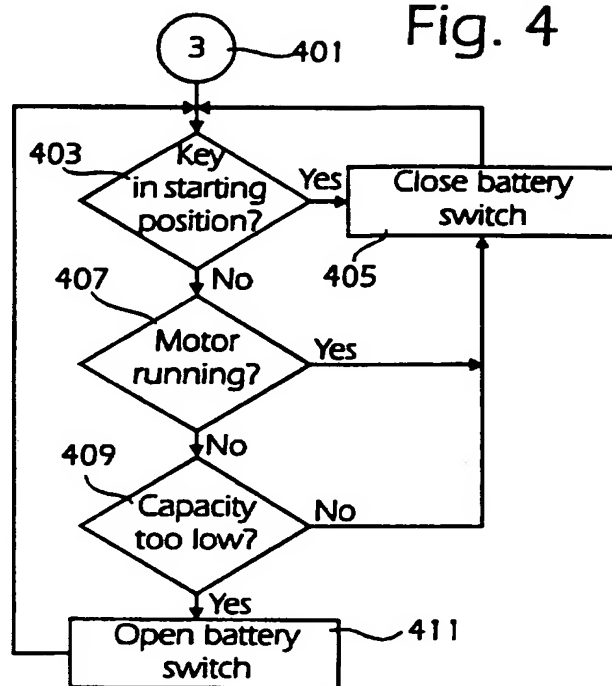 Fig. 4
3
401
403
Key
in starting
position?
Yes
Close battery
switch
405
No
407
Motor
running?
Yes
No
409
Capacity
too low?
No
Yes
Open battery
switch
411